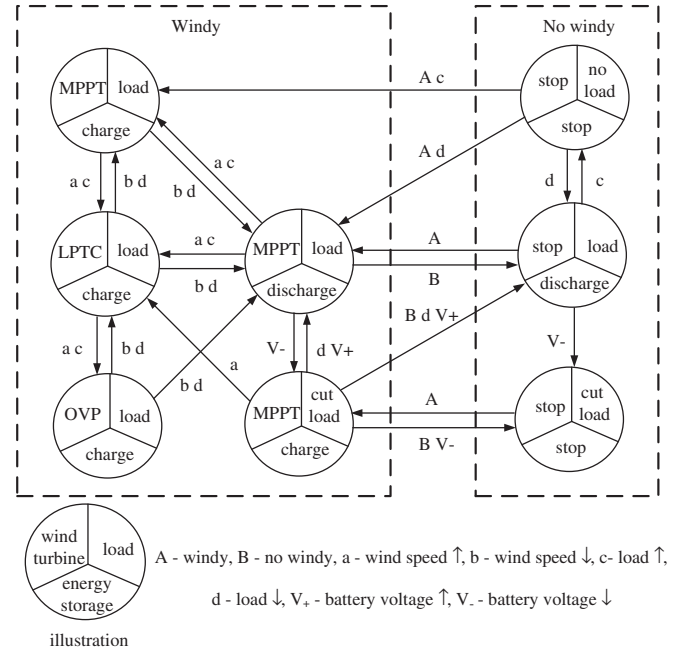 Windy
No windy
MPPT load
charge
stop no load
stop
A c
A d
a c
b d
a c
b d
d
c
LPTC load
charge
a c
b d
MPPT load
discharge
A
B
stop load
discharge
a c
b d
b d
a
V-
d V+
B d V+
V-
OVP load
charge
MPPT cut load
charge
A
B V-
stop cut load
stop
wind turbine load
energy storage
illustration
A - windy, B - no windy, a - wind speed ↑, b - wind speed ↓, c- load ↑,
d - load ↓, V₊ - battery voltage ↑, V₋ - battery voltage ↓